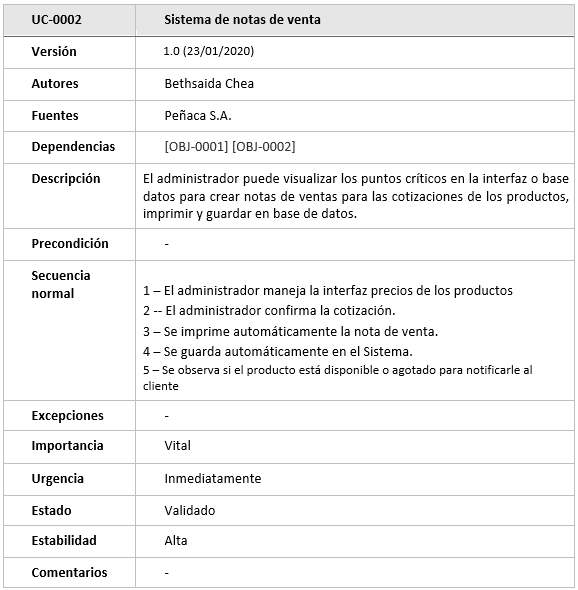 UC-0002 Sistema de notas de venta
Versión 1.0 (23/01/2020)
Autores Bethsaida Chea
Fuentes Peñaca S.A.
Dependencias [OBJ-0001] [OBJ-0002]
Descripción El administrador puede visualizar los puntos críticos en la interfaz o base
datos para crear notas de ventas para las cotizaciones de los productos,
imprimir y guardar en base de datos.
Precondición -
Secuencia
normal
1 – El administrador maneja la interfaz precios de los productos
2 -- El administrador confirma la cotización.
3 – Se imprime automáticamente la nota de venta.
4 – Se guarda automáticamente en el Sistema.
5 – Se observa si el producto está disponible o agotado para notificarle al
cliente
Excepciones -
Importancia Vital
Urgencia Inmediatamente
Estado Validado
Estabilidad Alta
Comentarios -